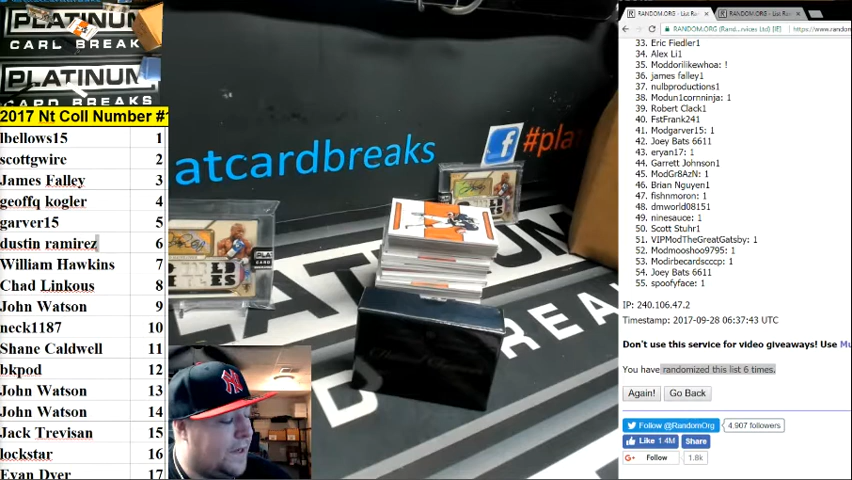 PLATINUM
CARL BREAKS
PLATINUM
CARD BREAKS
2017 Nt Coll Number #
lbellows15 1
scottgwire 2
James Falley 3
geoffq kogler 4
garver15 5
dustin ramirez 6
William Hawkins 7
Chad Linkous 8
John Watson 9
neck1187 10
Shane Caldwell 11
bkpod 12
John Watson 13
John Watson 14
Jack Trevisan 15
lockstar 16
Evan Dyer 17
atcardbreaks
f #pla
PLATINUM
BREA
RANDOM.ORG - List Ra
RANDOM.ORG - List Ran
RANDOM.ORG (Rand...rvices Ltd) [IE]
https://www.random
33. Eric Fiedler1
34. Alex Li1
35. Moddoriilikewhoa: !
36. james falley1
37. nulbproductions1
38. Modun1cornninja: 1
39. Robert Clack1
40. FstFrank241
41. Modgarver15: 1
42. Joey Bats 6611
43. eryan17: 1
44. Garrett Johnson1
45. ModGr8AzN: 1
46. Brian Nguyen1
47. fishnmoron: 1
48. dmworld08151
49. ninesauce: 1
50. Scott Stuhr1
51. VIPModTheGreatGatsby: 1
52. Modmooshoo9795: 1
53. Modirbecardscccp: 1
54. Joey Bats 6611
55. spoofyface: 1
IP: 240.106.47.2
Timestamp: 2017-09-28 06:37:43 UTC
Don't use this service for video giveaways! Use Mu
You have randomized this list 6 times.
Again! Go Back
Follow @RandomOrg 4,907 followers
Like 1.4M Share
G+ Follow 1.8k